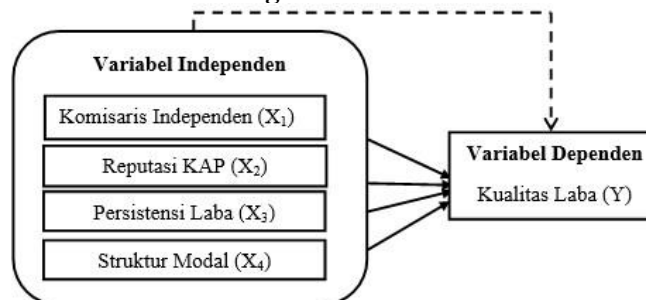 Variabel Independen
Komisaris Independen (X₁)
Reputasi KAP (X₂)
Persistensi Laba (X₃)
Struktur Modal (X₄)
Variabel Dependen
Kualitas Laba (Y)